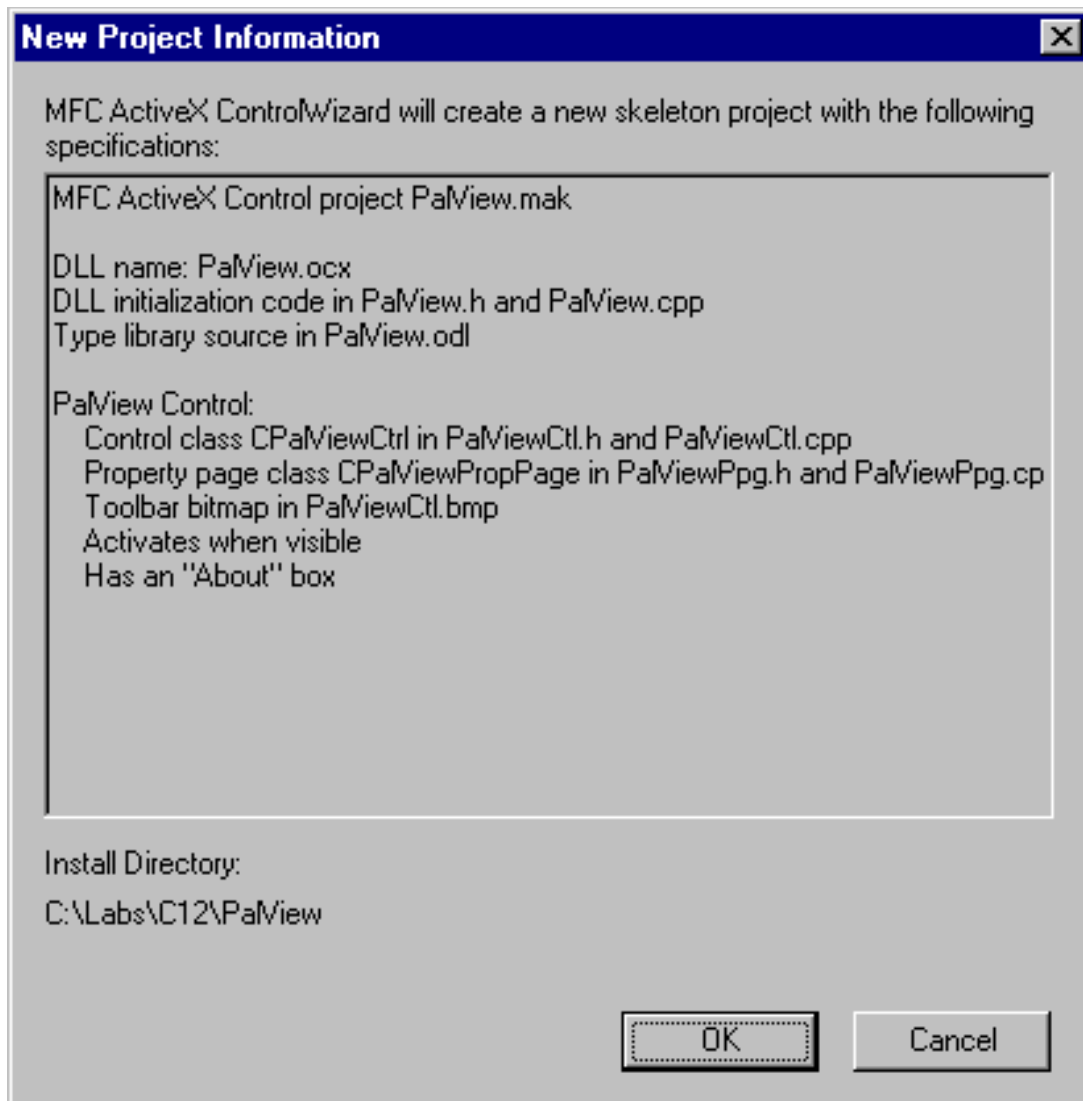 New Project Information
MFC ActiveX ControlWizard will create a new skeleton project with the following
specifications:
MFC ActiveX Control project PalView.mak
DLL name: PalView.ocx
DLL initialization code in PalView.h and PalView.cpp
Type library source in PalView.odl
PalView Control:
Control class CPalViewCtrl in PalViewCtl.h and PalViewCtl.cpp
Property page class CPalViewPropPage in PalViewPpg.h and PalViewPpg.cp
Toolbar bitmap in PalViewCtl.bmp
Activates when visible
Has an "About" box
Install Directory:
C:\Labs\C12\PalView
OK
Cancel